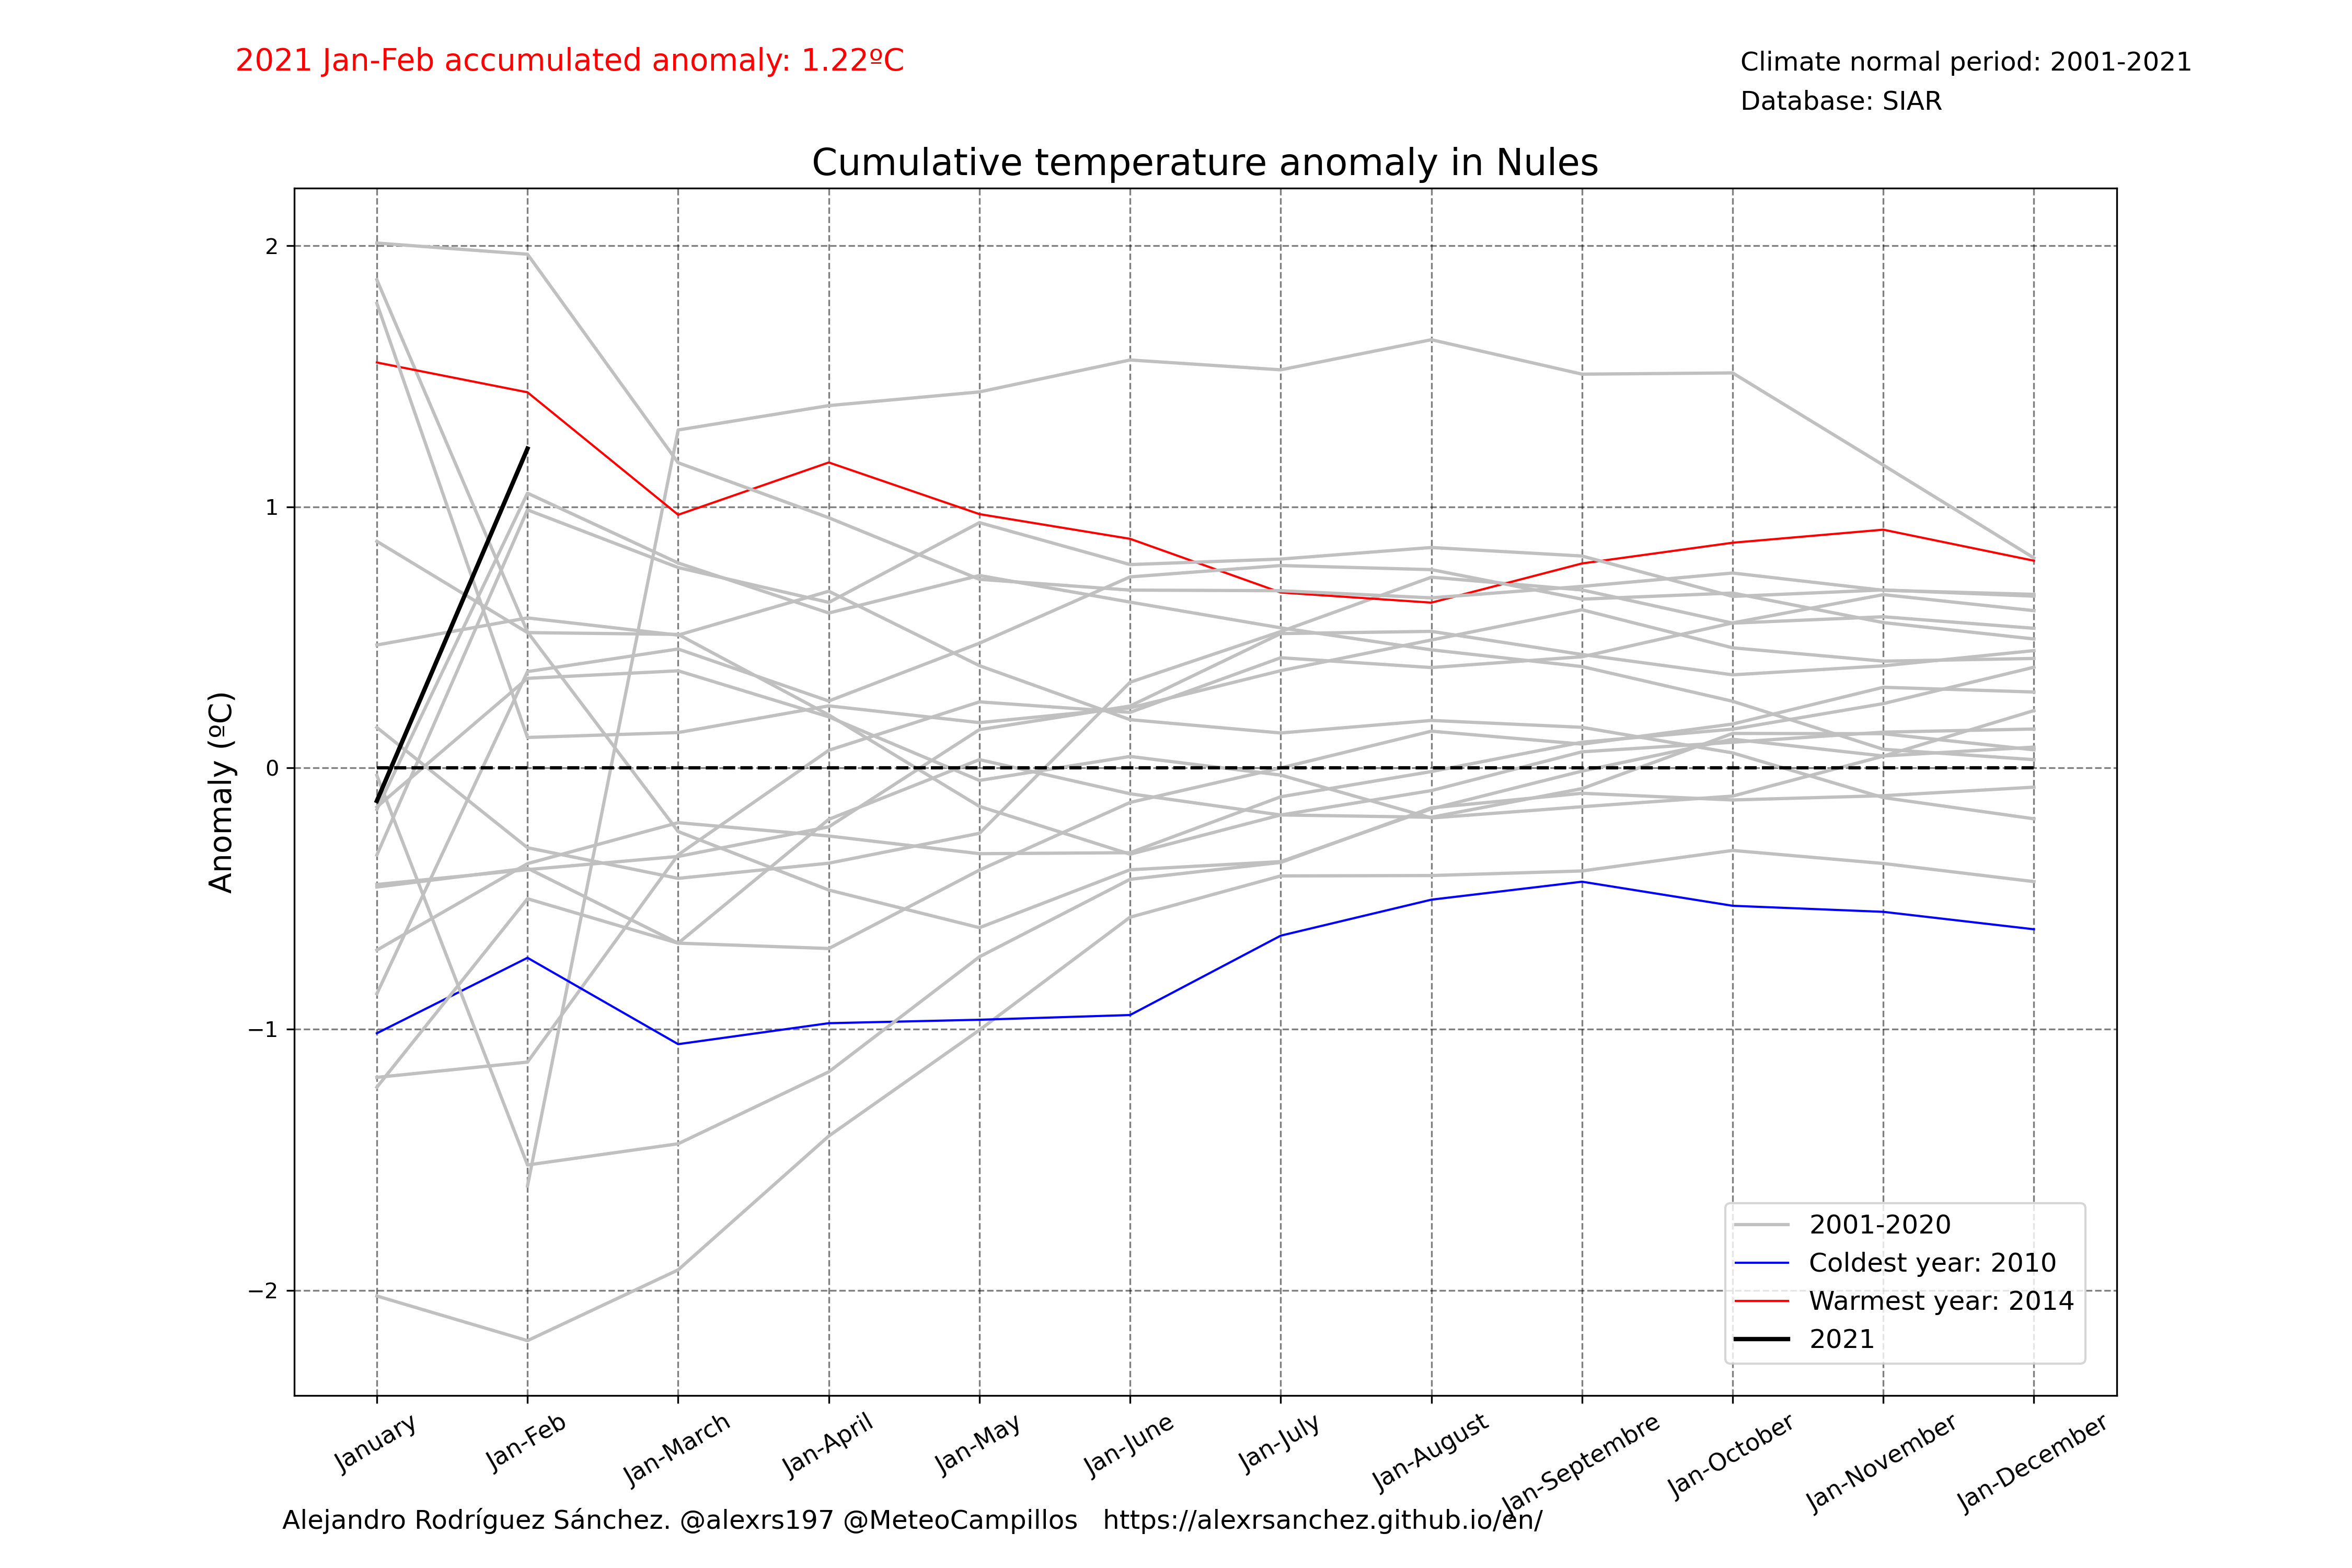 2021 Jan-Feb accumulated anomaly: 1.22ºC
Climate normal period: 2001-2021
Database: SIAR
Cumulative temperature anomaly in Nules
Anomaly (ºC)
2
1
0
−1
−2
2001-2020
Coldest year: 2010
Warmest year: 2014
2021
January
Jan-Feb
Jan-March
Jan-April
Jan-May
Jan-June
Jan-July
Jan-August
Jan-Septembre
Jan-October
Jan-November
Jan-December
Alejandro Rodríguez Sánchez. @alexrs197 @MeteoCampillos https://alexrsanchez.github.io/en/